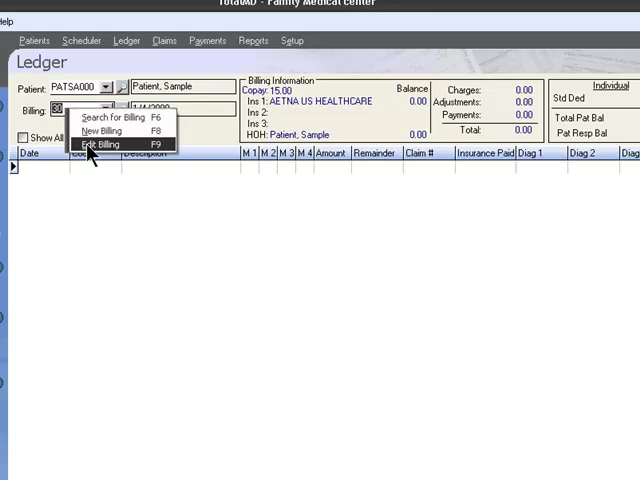 TotalMD - Family Medical center
Help
Patients Scheduler Ledger Claims Payments Reports Setup
Ledger
Patient: PATSA000 Patient, Sample
Billing: 30 1/4/2000
Show All
Search for Billing F6
New Billing F8
Edit Billing F9
Billing Information
Copay: 15.00 Balance
Ins 1: AETNA US HEALTHCARE 0.00
Ins 2:
Ins 3:
HOH: Patient, Sample 0.00
Charges: 0.00
Adjustments: 0.00
Payments: 0.00
Total: 0.00
Individual
Std Ded
Total Pat Bal
Pat Resp Bal
Date Description M 1 M 2 M 3 M 4 Amount Remainder Claim # Insurance Paid Diag 1 Diag 2 Diag